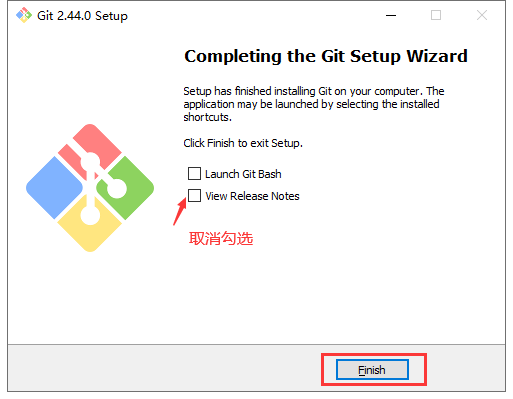 Git 2.44.0 Setup
Completing the Git Setup Wizard
Setup has finished installing Git on your computer. The
application may be launched by selecting the installed
shortcuts.
Click Finish to exit Setup.
Launch Git Bash
View Release Notes
取消勾选
Finish